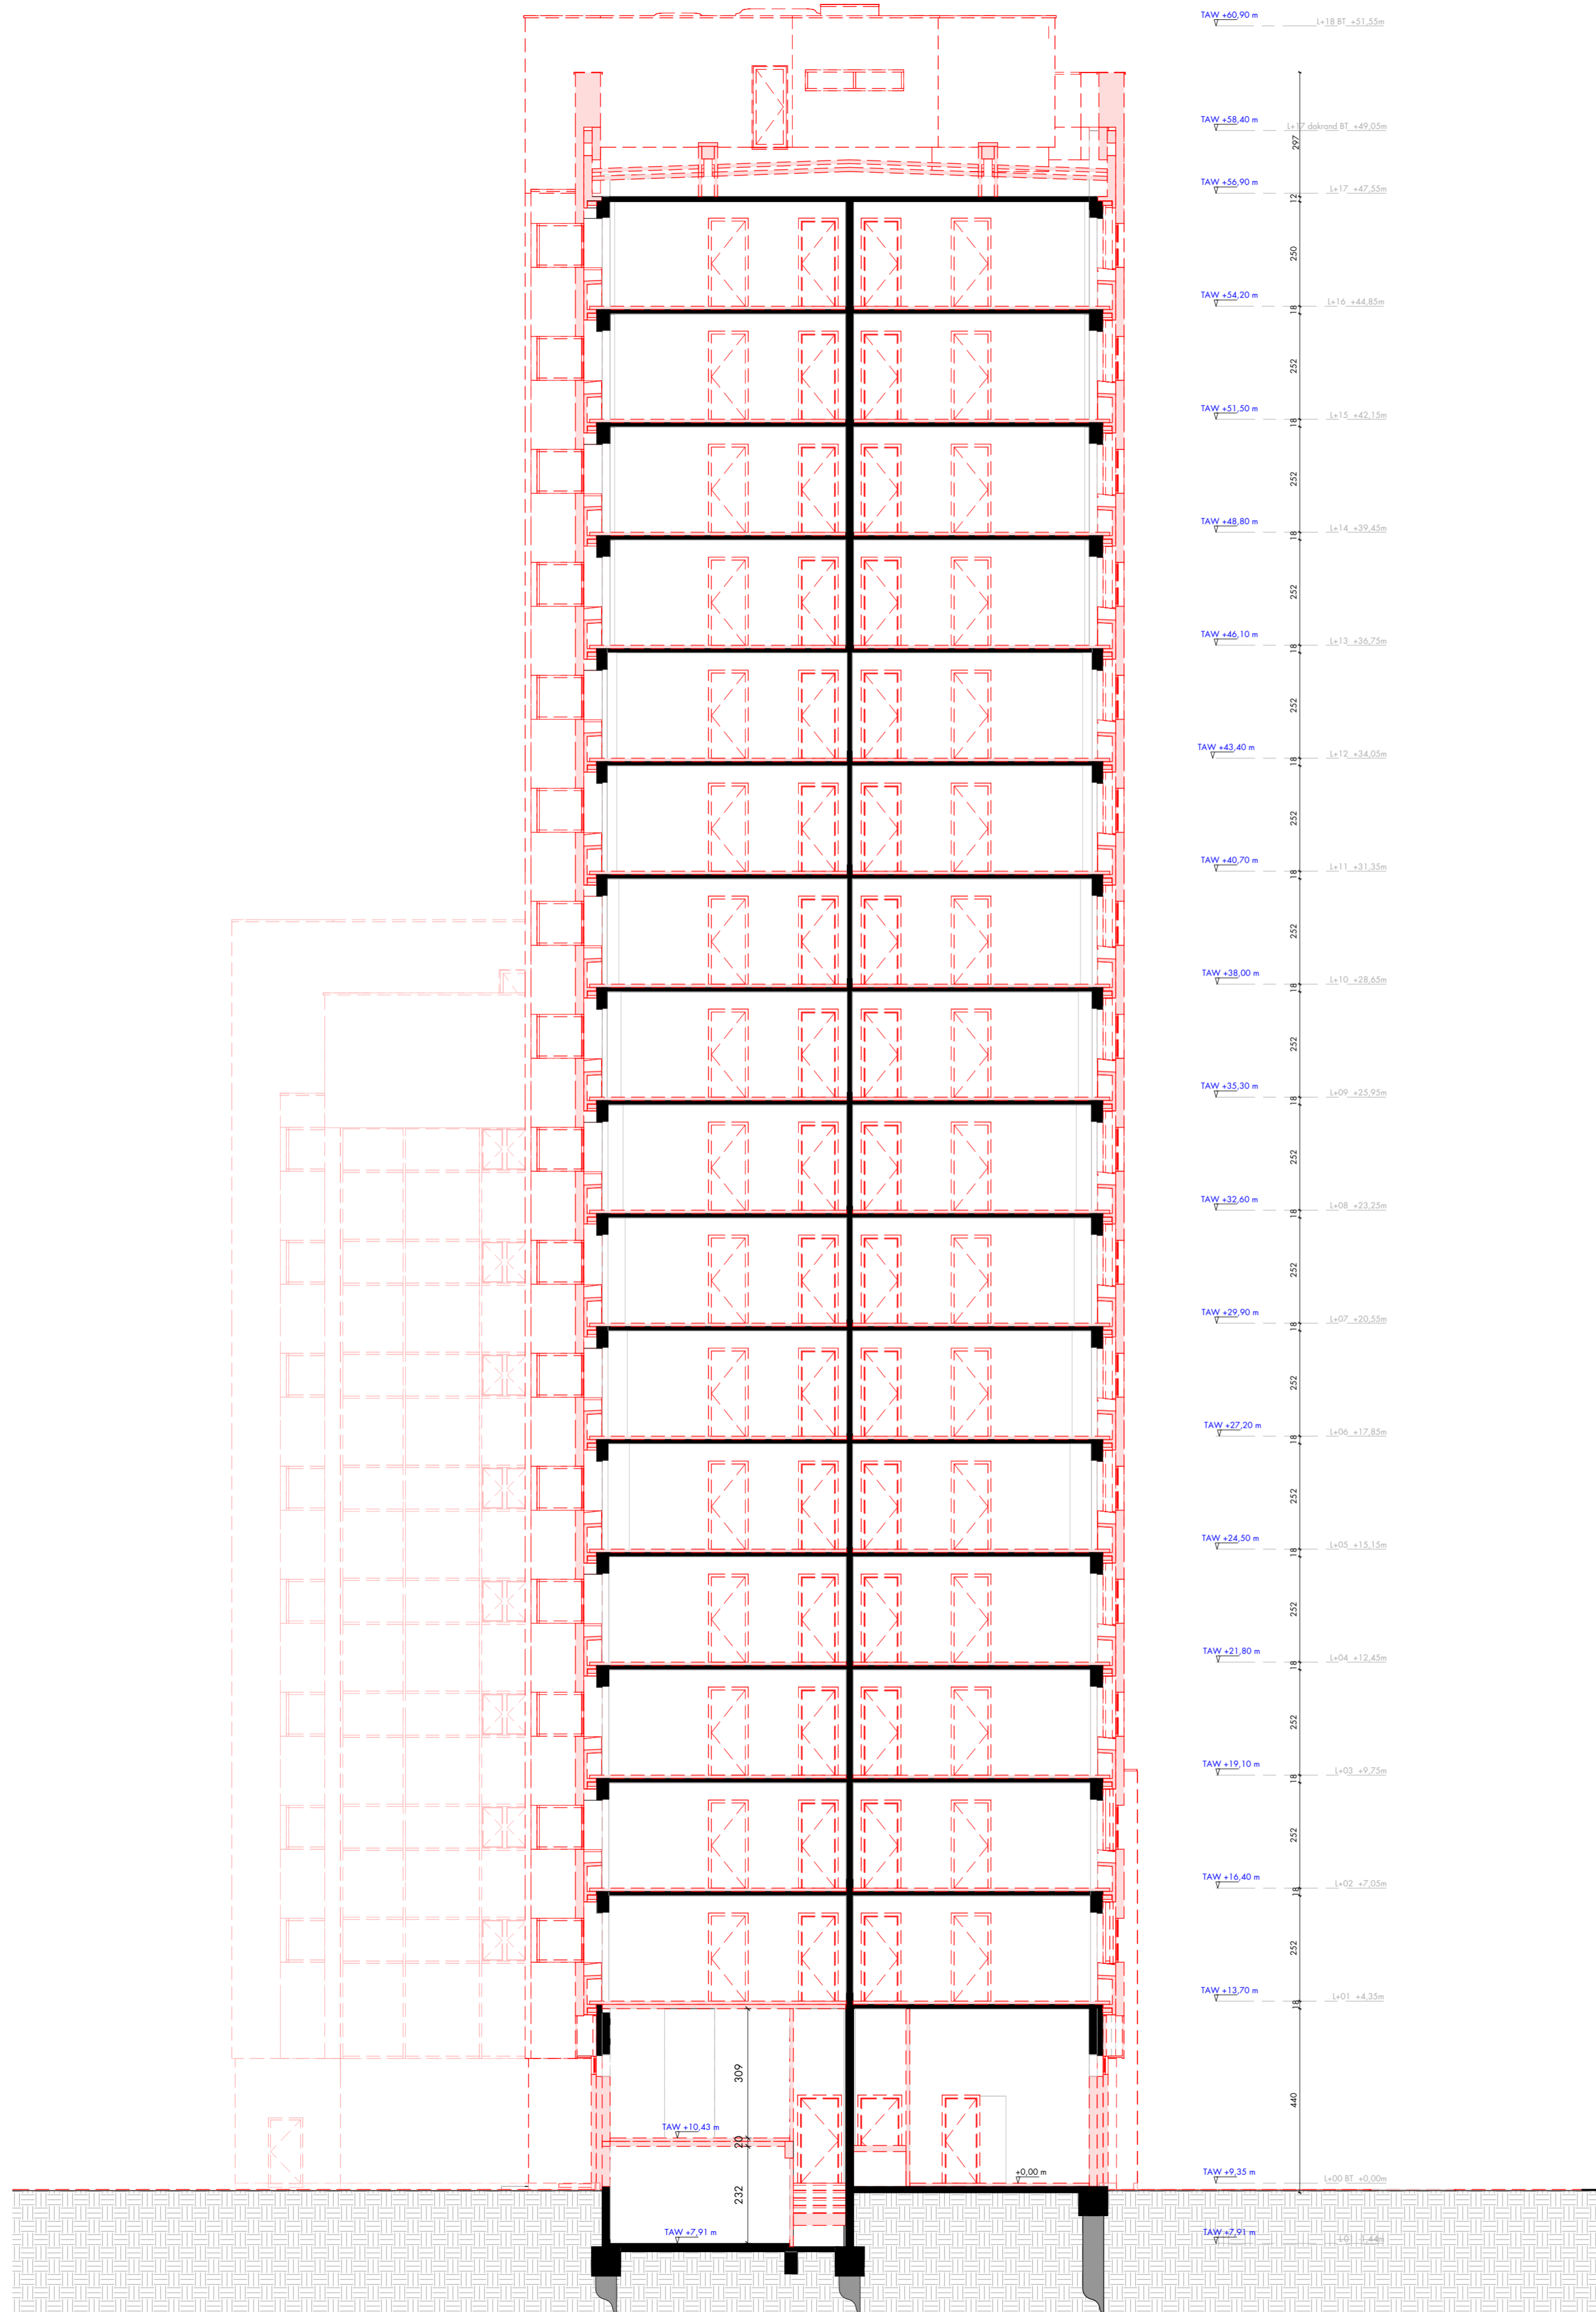 TAW +60,90 m
L+18 BT +51,55m
TAW +58,40 m
L+17 dakrand BT +49,05m
297
TAW +56,90 m
L+17 +47,55m
12
250
TAW +54,20 m
L+16 +44,85m
18
252
TAW +51,50 m
L+15 +42,15m
18
252
TAW +48,80 m
L+14 +39,45m
18
252
TAW +46,10 m
L+13 +36,75m
18
252
TAW +43,40 m
L+12 +34,05m
18
252
TAW +40,70 m
L+11 +31,35m
18
252
TAW +38,00 m
L+10 +28,65m
18
252
TAW +35,30 m
L+09 +25,95m
18
252
TAW +32,60 m
L+08 +23,25m
18
252
TAW +29,90 m
L+07 +20,55m
18
252
TAW +27,20 m
L+06 +17,85m
18
252
TAW +24,50 m
L+05 +15,15m
18
252
TAW +21,80 m
L+04 +12,45m
18
252
TAW +19,10 m
L+03 +9,75m
18
252
TAW +16,40 m
L+02 +7,05m
18
252
TAW +13,70 m
L+01 +4,35m
18
309
440
TAW +10,43 m
20
+0,00 m
TAW +9,35 m
L+00 BT +0,00m
232
TAW +7,91 m
TAW +7,91 m
L-01 -1,44m